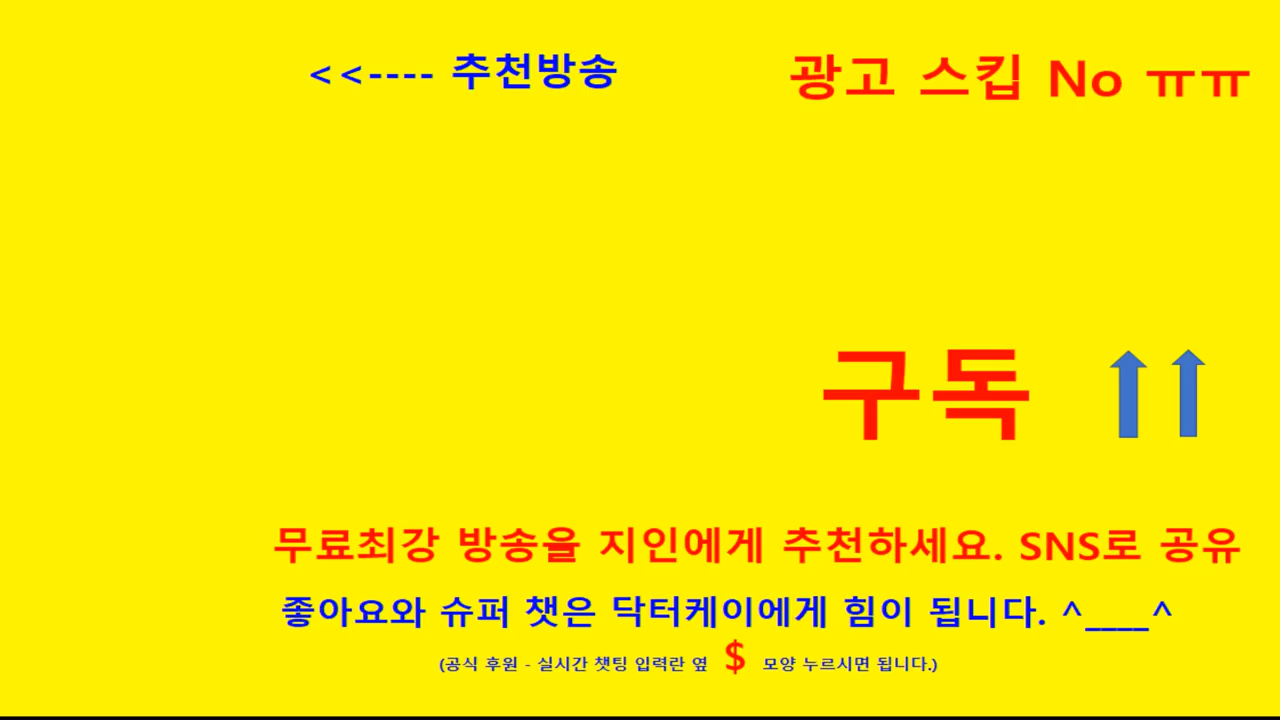 <<---- 추천방송
광고 스킵 No ㅠㅠ
구독
무료최강 방송을 지인에게 추천하세요. SNS로 공유
좋아요와 슈퍼 챗은 닥터케이에게 힘이 됩니다. ^____^
(공식 후원 - 실시간 챗팅 입력란 옆 $ 모양 누르시면 됩니다.)